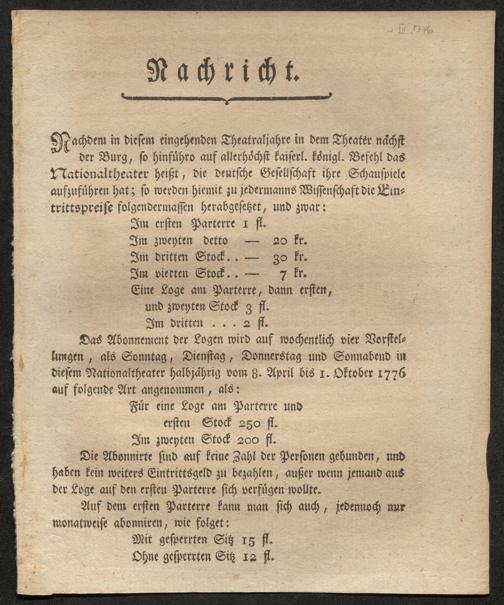 Nachricht.
Nachdem in diesem eingehenden Theatraljahre in dem Theater nächst
der Burg, so hinführo auf allerhöchst kaiserl. königl. Befehl das
Nationaltheater heißt, die deutsche Gesellschaft ihre Schauspiele
aufzuführen hat; so werden hiemit zu jedermanns Wissenschaft die Ein-
trittspreise folgendermassen herabgesetzet, und zwar:
Im ersten Parterre 1 fl.
Im zweyten detto — 20 kr.
Im dritten Stock.. — 30 kr.
Im vierten Stock.. — 7 kr.
Eine Loge am Parterre, dann ersten,
und zweyten Stock 3 fl.
Im dritten ... 2 fl.
Das Abonnement der Logen wird auf wochentlich vier Vorstel-
lungen, als Sonntag, Dienstag, Donnerstag und Sonnabend in
diesem Nationaltheater halbjährig vom 8. April bis 1. Oktober 1776
auf folgende Art angenommen, als:
Für eine Loge am Parterre und
ersten Stock 250 fl.
Im zweyten Stock 200 fl.
Die Abonnirte sind auf keine Zahl der Personen gebunden, und
haben kein weiters Eintrittsgeld zu bezahlen, außer wenn jemand aus
der Loge auf den ersten Parterre sich verfügen wollte.
Auf dem ersten Parterre kann man sich auch, jedennoch nur
monatweise abonniren, wie folget:
Mit gesperrten Sitz 15 fl.
Ohne gesperrten Sitz 12 fl.